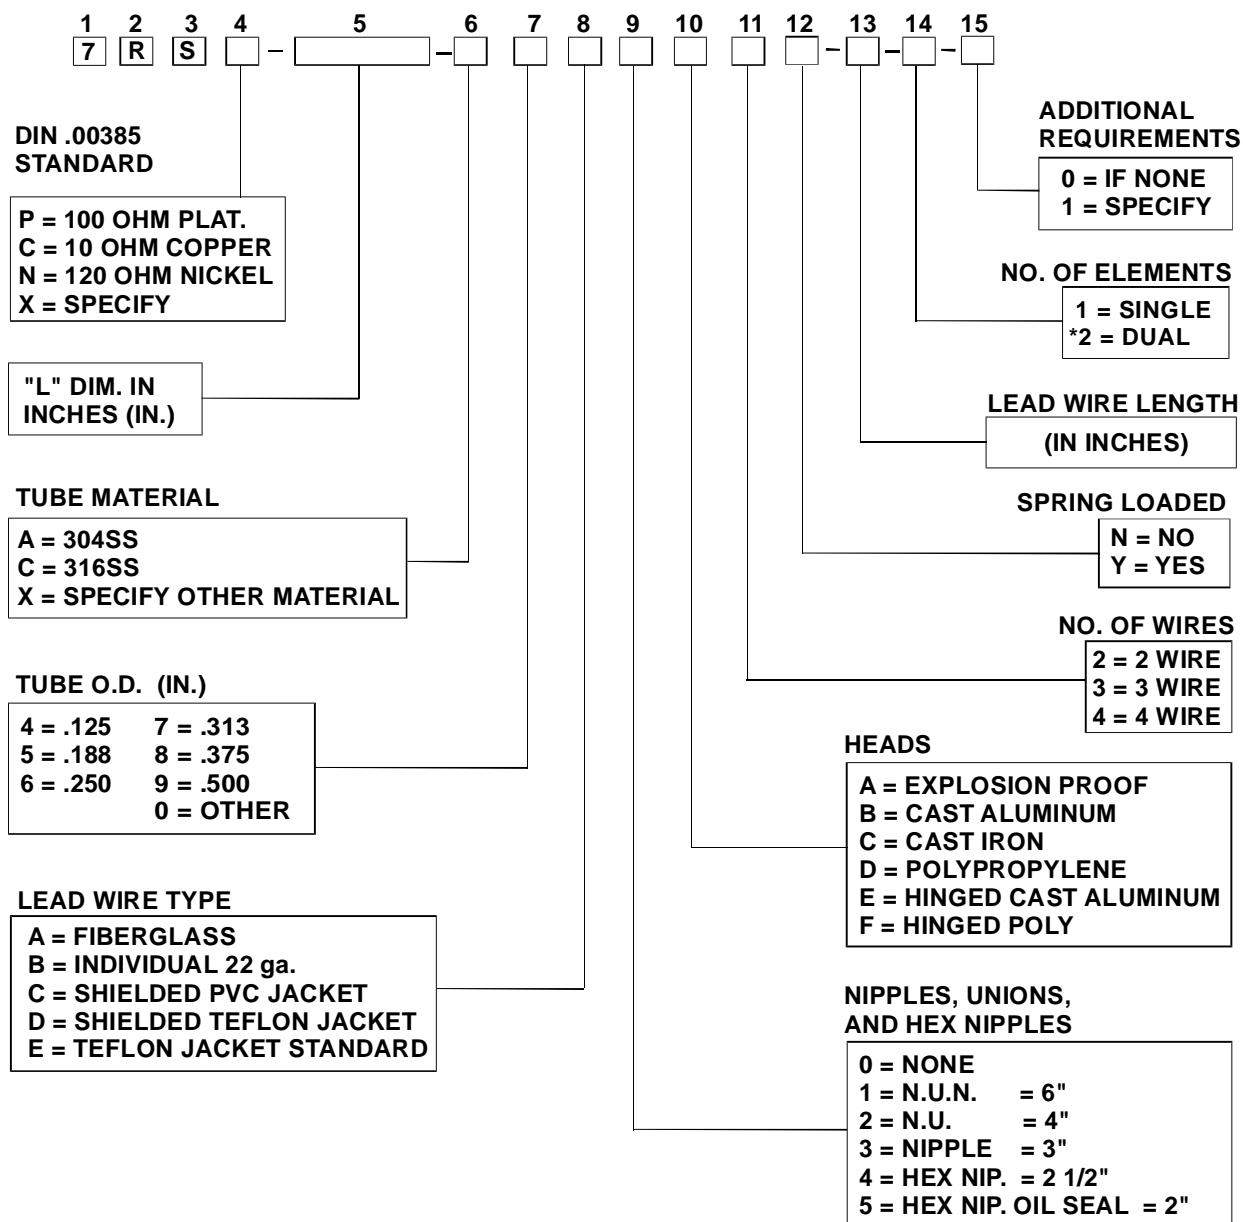 1 2 3 4 5 6 7 8 9 10 11 12 13 14 15
7 R S - - - - -
DIN .00385
STANDARD
P = 100 OHM PLAT.
C = 10 OHM COPPER
N = 120 OHM NICKEL
X = SPECIFY
"L" DIM. IN
INCHES (IN.)
TUBE MATERIAL
A = 304SS
C = 316SS
X = SPECIFY OTHER MATERIAL
TUBE O.D. (IN.)
4 = .125 7 = .313
5 = .188 8 = .375
6 = .250 9 = .500
0 = OTHER
LEAD WIRE TYPE
A = FIBERGLASS
B = INDIVIDUAL 22 ga.
C = SHIELDED PVC JACKET
D = SHIELDED TEFLON JACKET
E = TEFLON JACKET STANDARD
ADDITIONAL
REQUIREMENTS
0 = IF NONE
1 = SPECIFY
NO. OF ELEMENTS
1 = SINGLE
*2 = DUAL
LEAD WIRE LENGTH
(IN INCHES)
SPRING LOADED
N = NO
Y = YES
NO. OF WIRES
2 = 2 WIRE
3 = 3 WIRE
4 = 4 WIRE
HEADS
A = EXPLOSION PROOF
B = CAST ALUMINUM
C = CAST IRON
D = POLYPROPYLENE
E = HINGED CAST ALUMINUM
F = HINGED POLY
NIPPLES, UNIONS,
AND HEX NIPPLES
0 = NONE
1 = N.U.N. = 6"
2 = N.U. = 4"
3 = NIPPLE = 3"
4 = HEX NIP. = 2 1/2"
5 = HEX NIP. OIL SEAL = 2"